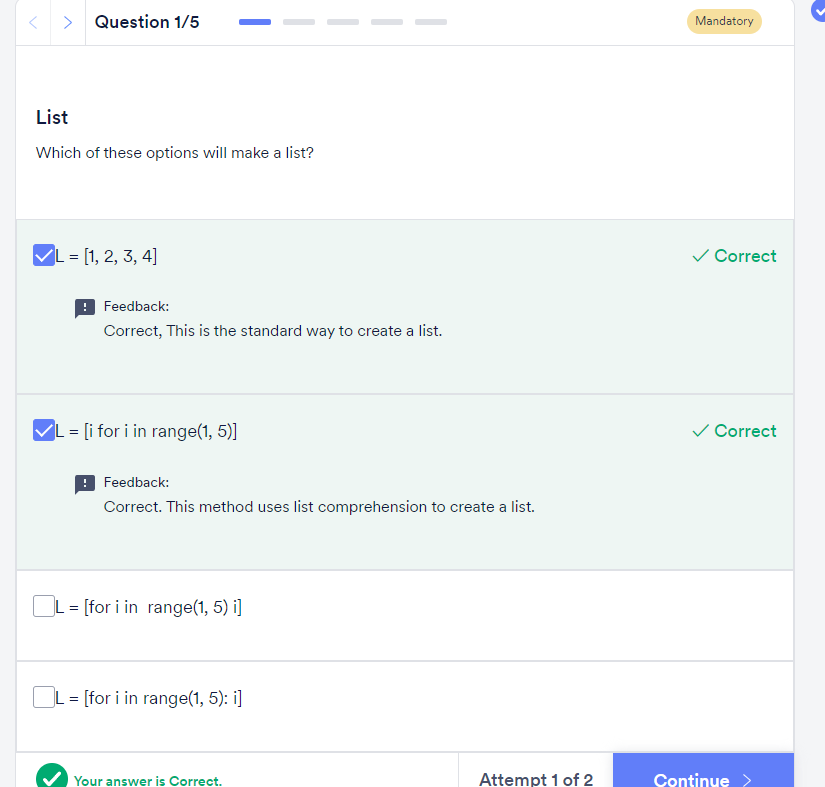 Question 1/5
Mandatory
List
Which of these options will make a list?
L = [1, 2, 3, 4]
Correct
Feedback:
Correct, This is the standard way to create a list.
L = [i for i in range(1, 5)]
Correct
Feedback:
Correct. This method uses list comprehension to create a list.
L = [for i in  range(1, 5) i]
L = [for i in range(1, 5): i]
Your answer is Correct.
Attempt 1 of 2
Continue